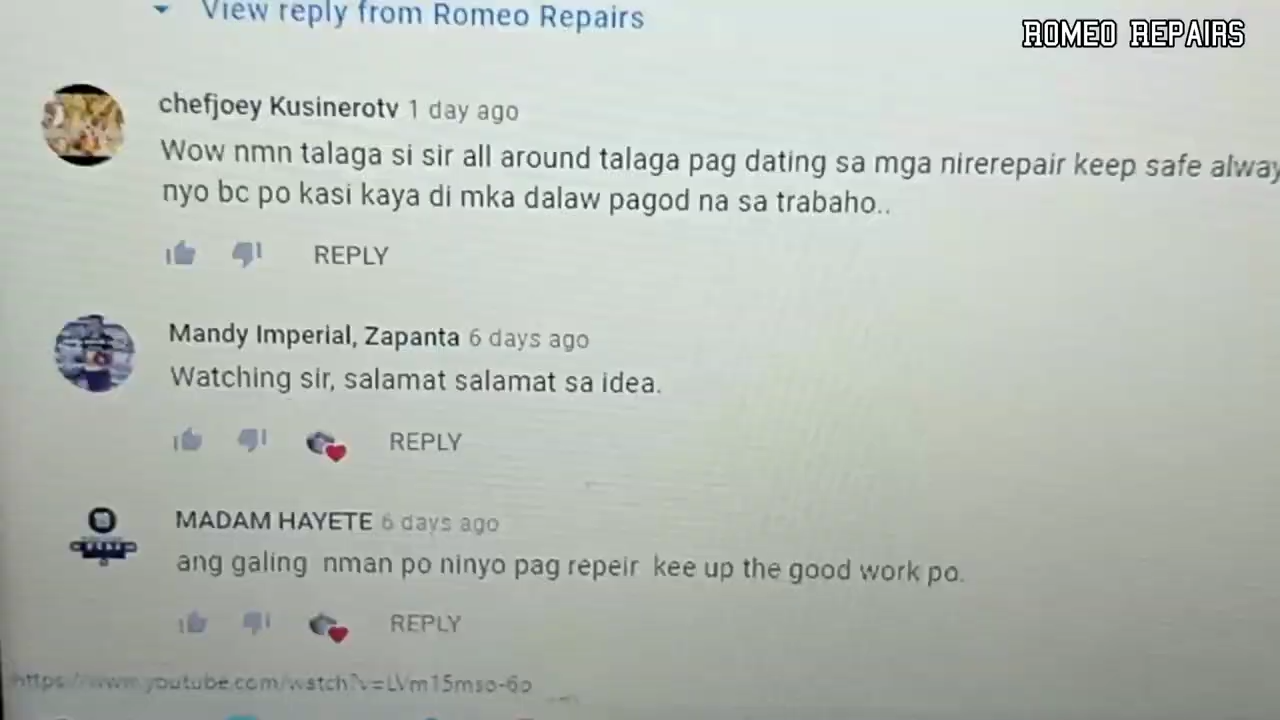 View reply from Romeo Repairs
ROMEO REPAIRS
chefjoey Kusinerotv 1 day ago
Wow nmn talaga si sir all around talaga pag dating sa mga nirerepair keep safe alway
nyo bc po kasi kaya di mka dalaw pagod na sa trabaho..
REPLY
Mandy Imperial, Zapanta 6 days ago
Watching sir, salamat salamat sa idea.
REPLY
MADAM HAYETE 6 days ago
ang galing nman po ninyo pag repeir kee up the good work po.
REPLY